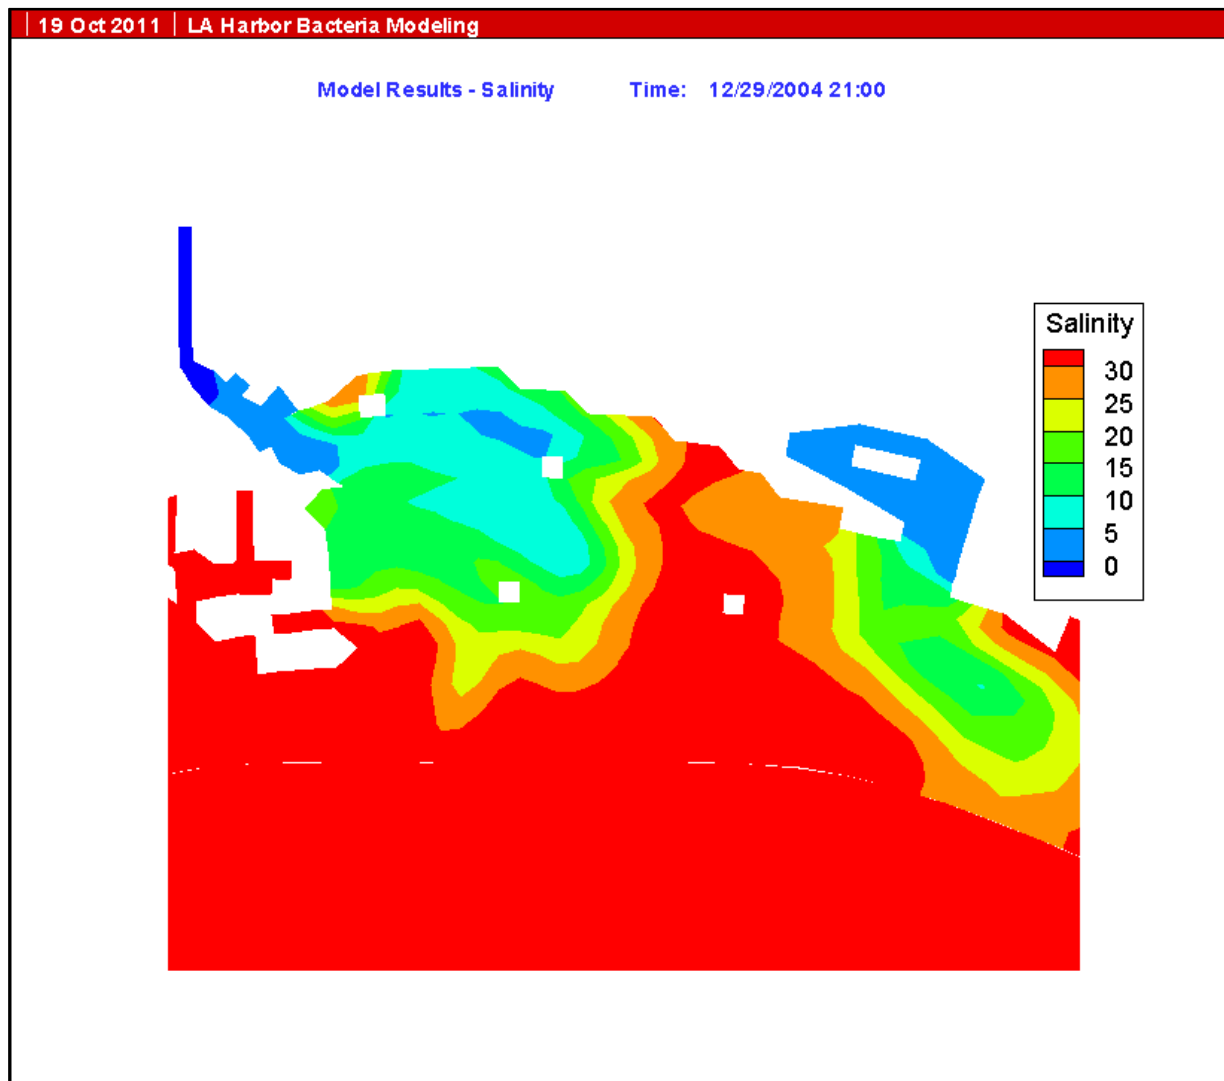 19 Oct 2011 LA Harbor Bacteria Modeling
Model Results - Salinity Time: 12/29/2004 21:00
Salinity
30
25
20
15
10
5
0